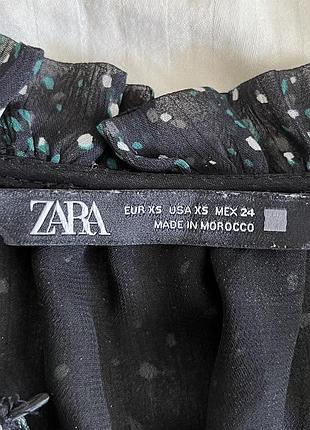 ZARA
EUR XS USA XS MEX 24
MADE IN MOROCCO